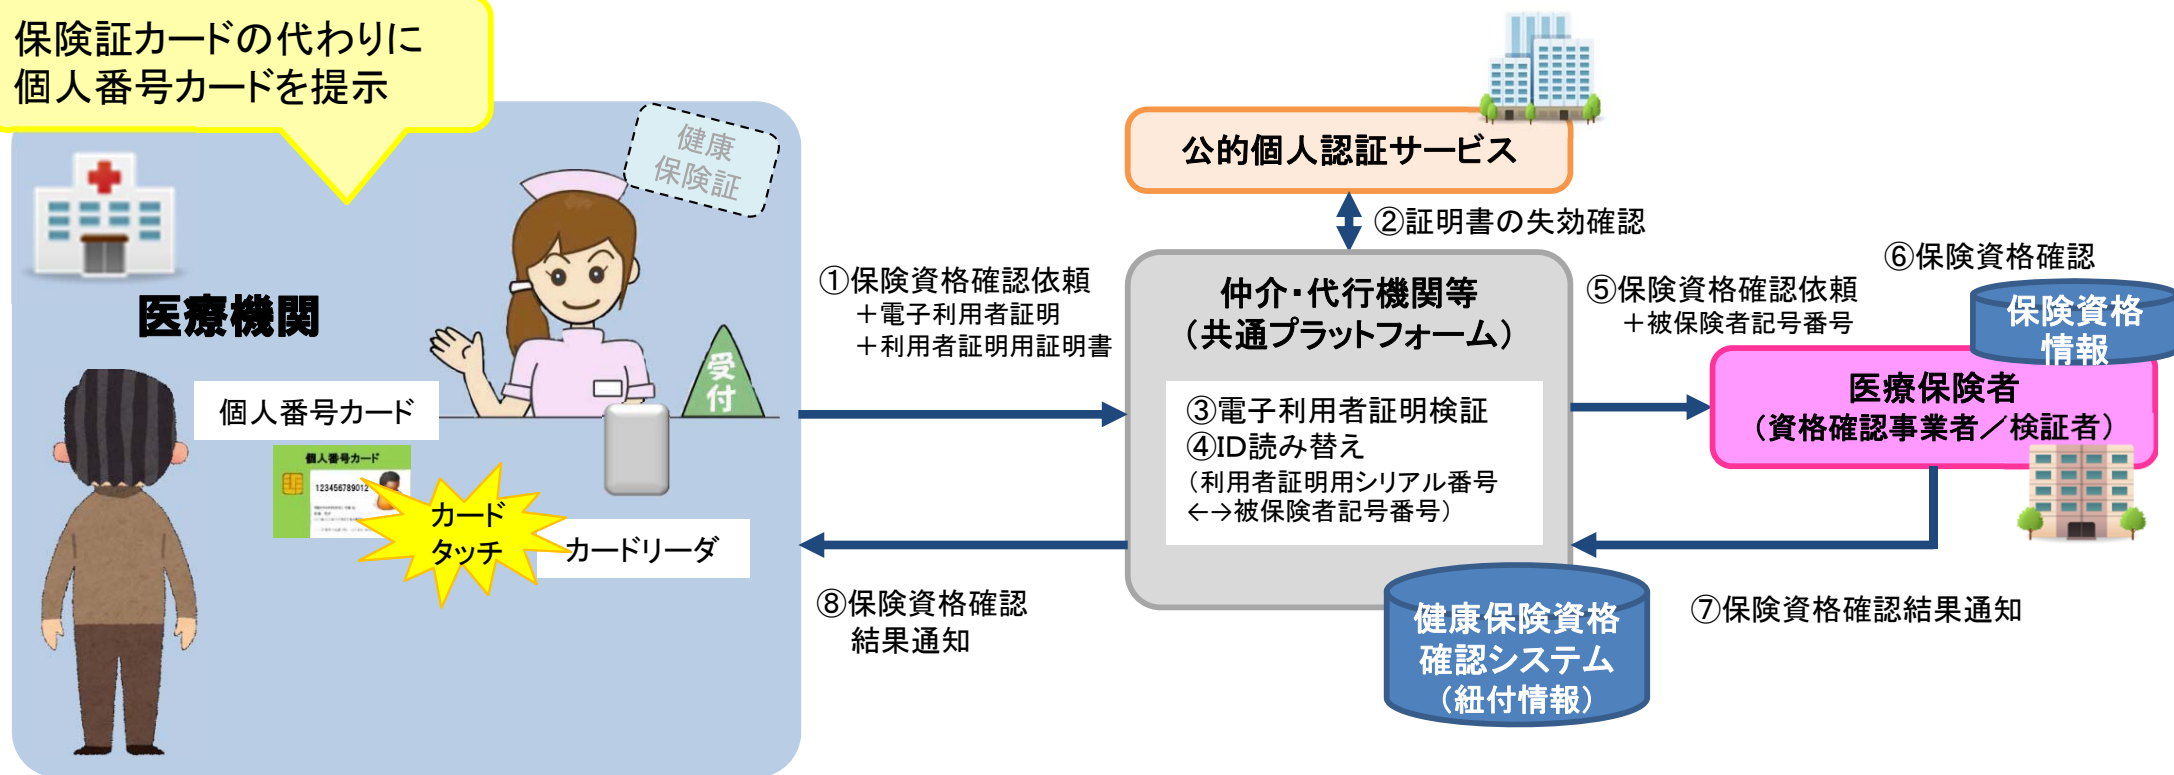 保険証カードの代わりに
個人番号カードを提示
健康
保険証
医療機関
受
付
個人番号カード
個人番号カード
123456789012
カード
タッチ
カードリーダ
①保険資格確認依頼
＋電子利用者証明
＋利用者証明用証明書
⑧保険資格確認
結果通知
公的個人認証サービス
②証明書の失効確認
仲介・代行機関等
（共通プラットフォーム）
③電子利用者証明検証
④ID読み替え
（利用者証明用シリアル番号
←→被保険者記号番号）
健康保険資格
確認システム
（紐付情報）
⑤保険資格確認依頼
＋被保険者記号番号
⑥保険資格確認
保険資格
情報
医療保険者
（資格確認事業者／検証者）
⑦保険資格確認結果通知